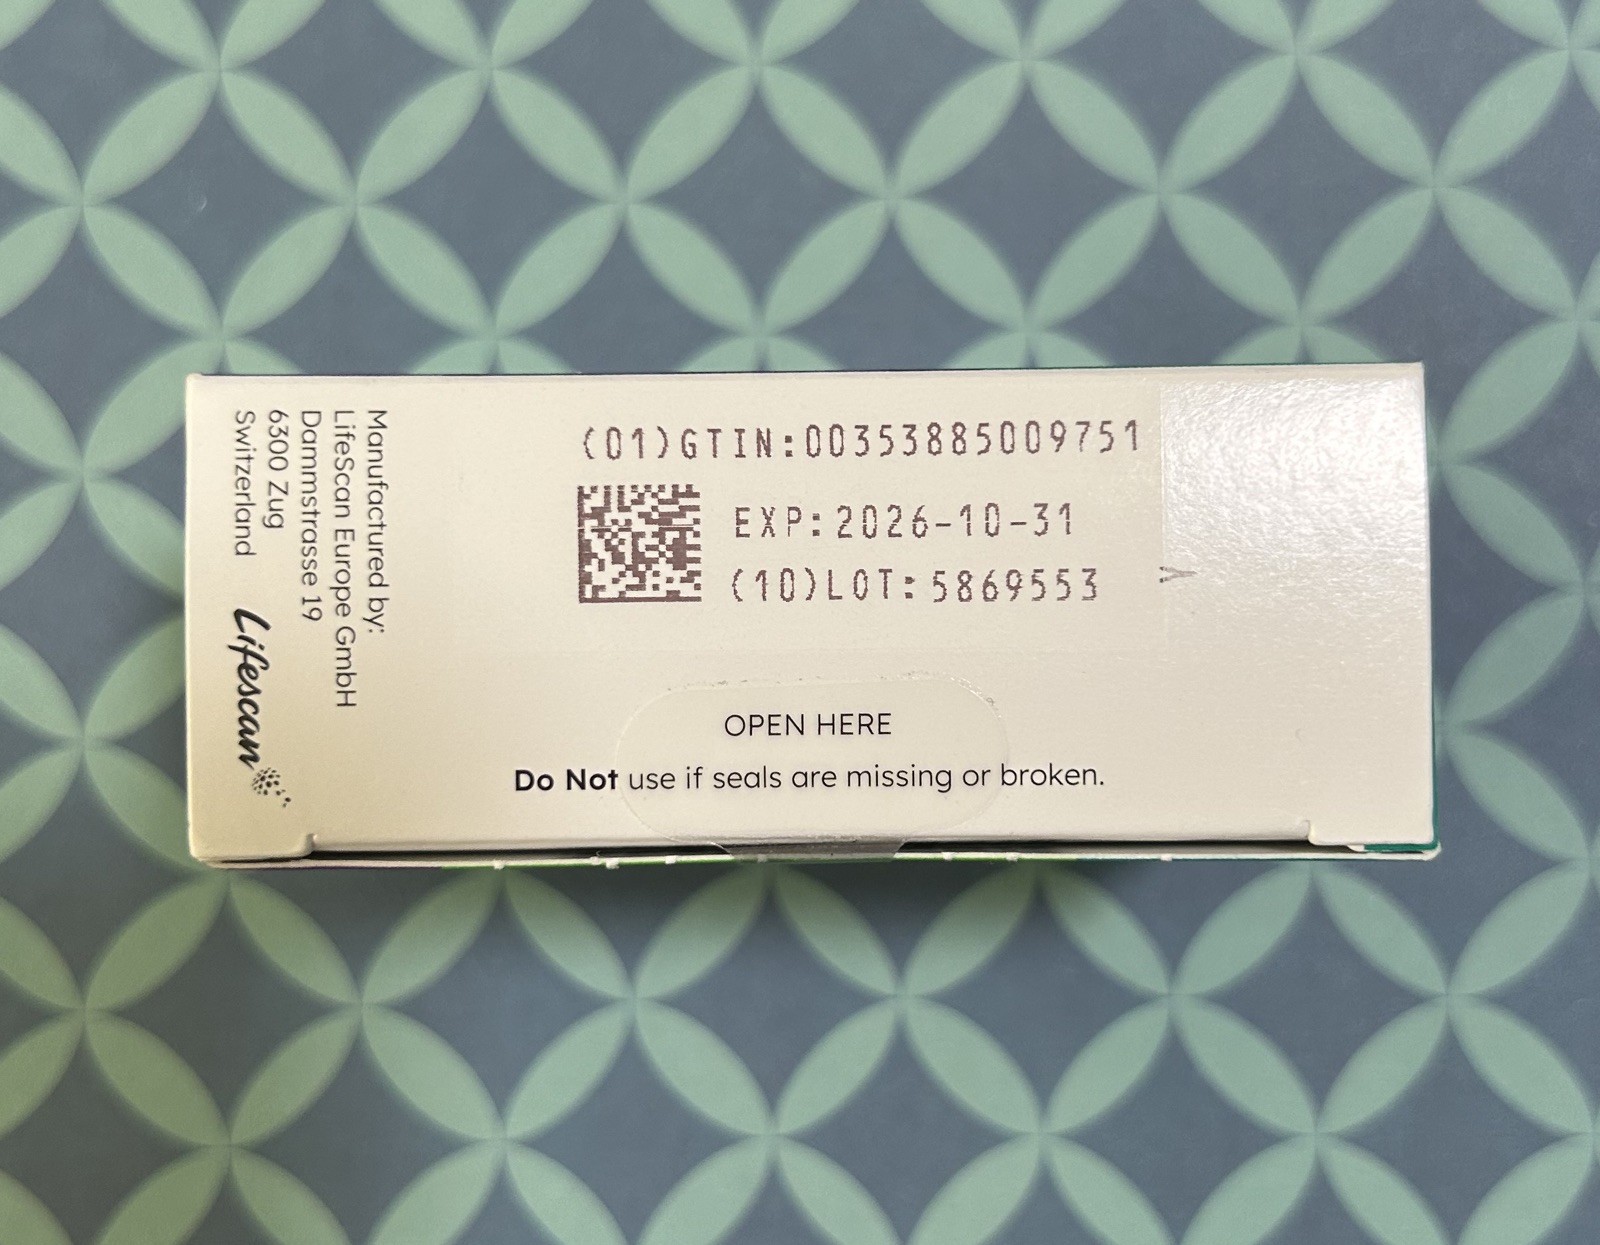 (01)GTIN:00353885009751
EXP:2026-10-31
(10)LOT:5869553
OPEN HERE
Do Not use if seals are missing or broken.
Manufactured by:
LifeScan Europe GmbH
Dammstrasse 19
6300 Zug
Switzerland
Lifescan